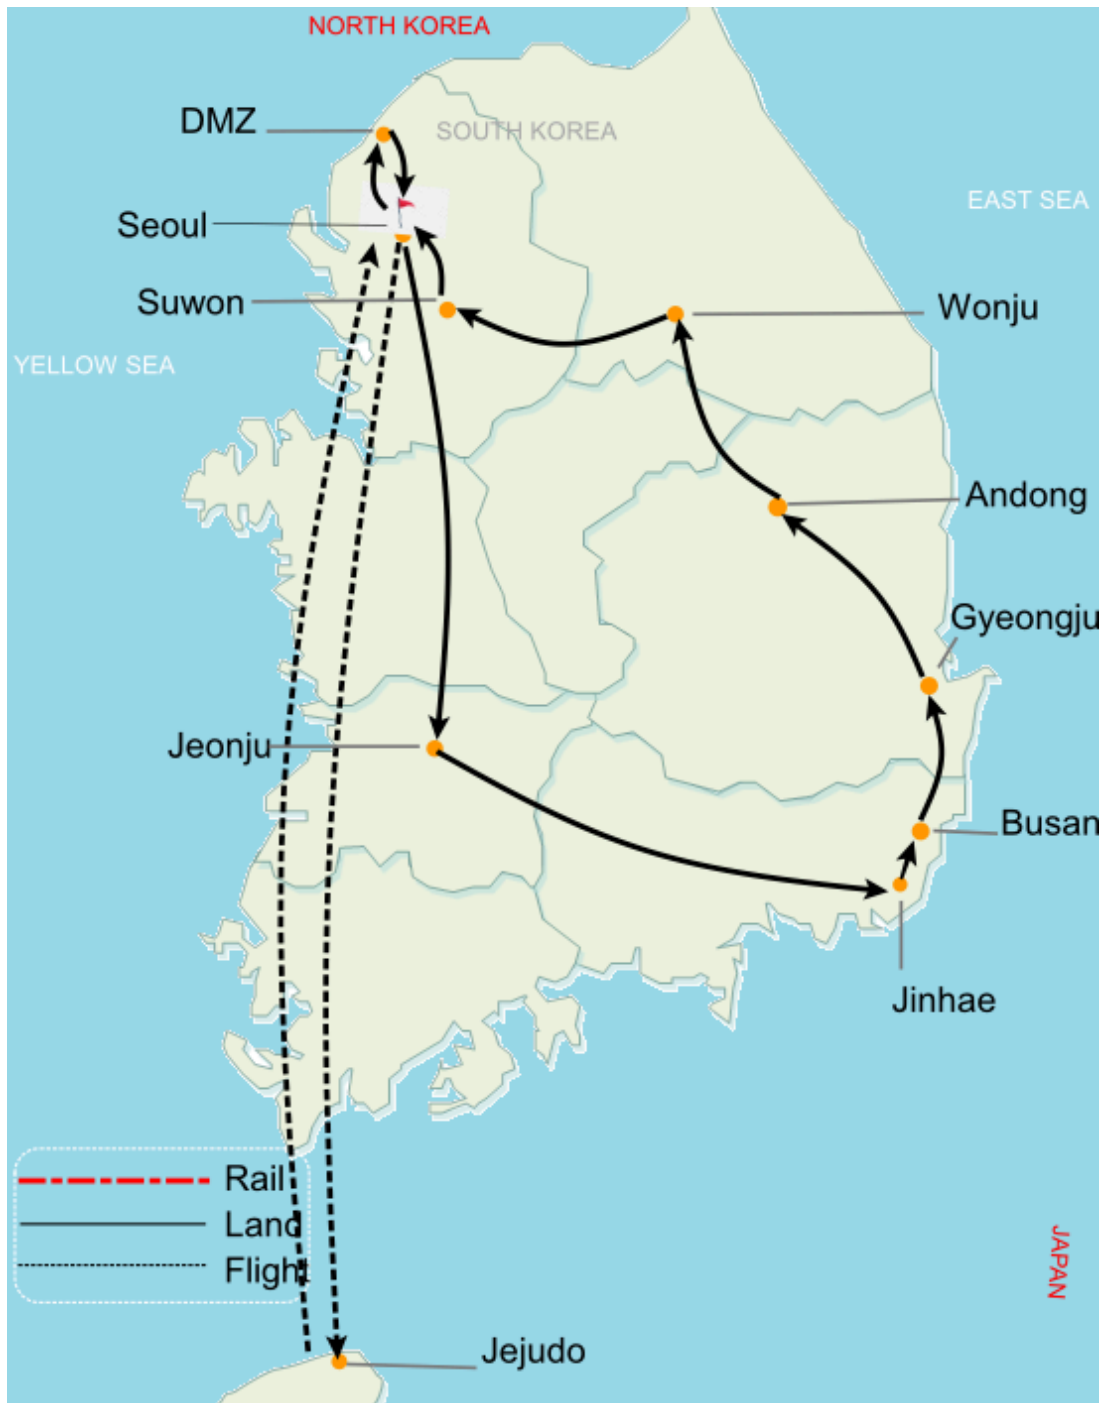 NORTH KOREA
DMZ
SOUTH KOREA
EAST SEA
Seoul
Suwon
Wonju
YELLOW SEA
Andong
Gyeongju
Jeonju
Busan
Jinhae
Rail
Land
Flight
JAPAN
Jejudo